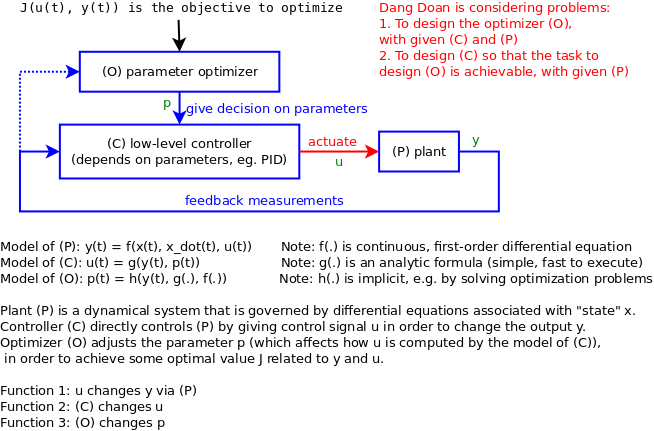 J(u(t), y(t)) is the objective to optimize
Dang Doan is considering problems:
1. To design the optimizer (O),
with given (C) and (P)
2. To design (C) so that the task to
design (O) is achievable, with given (P)
(O) parameter optimizer
p
give decision on parameters
(C) low-level controller
(depends on parameters, eg. PID)
actuate
u
(P) plant
y
feedback measurements
Model of (P): y(t) = f(x(t), x_dot(t), u(t))
Note: f(.) is continuous, first-order differential equation
Model of (C): u(t) = g(y(t), p(t))
Note: g(.) is an analytic formula (simple, fast to execute)
Model of (O): p(t) = h(y(t), g(.), f(.))
Note: h(.) is implicit, e.g. by solving optimization problems
Plant (P) is a dynamical system that is governed by differential equations associated with "state" x.
Controller (C) directly controls (P) by giving control signal u in order to change the output y.
Optimizer (O) adjusts the parameter p (which affects how u is computed by the model of (C)),
in order to achieve some optimal value J related to y and u.
Function 1: u changes y via (P)
Function 2: (C) changes u
Function 3: (O) changes p